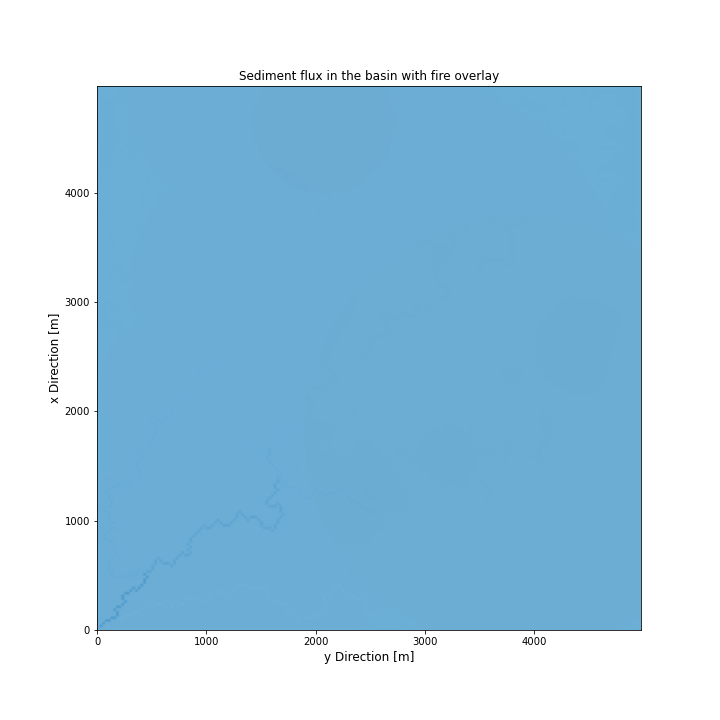 Sediment flux in the basin with fire overlay
4000
3000
2000
1000
0
x Direction [m]
0 1000 2000 3000 4000
y Direction [m]